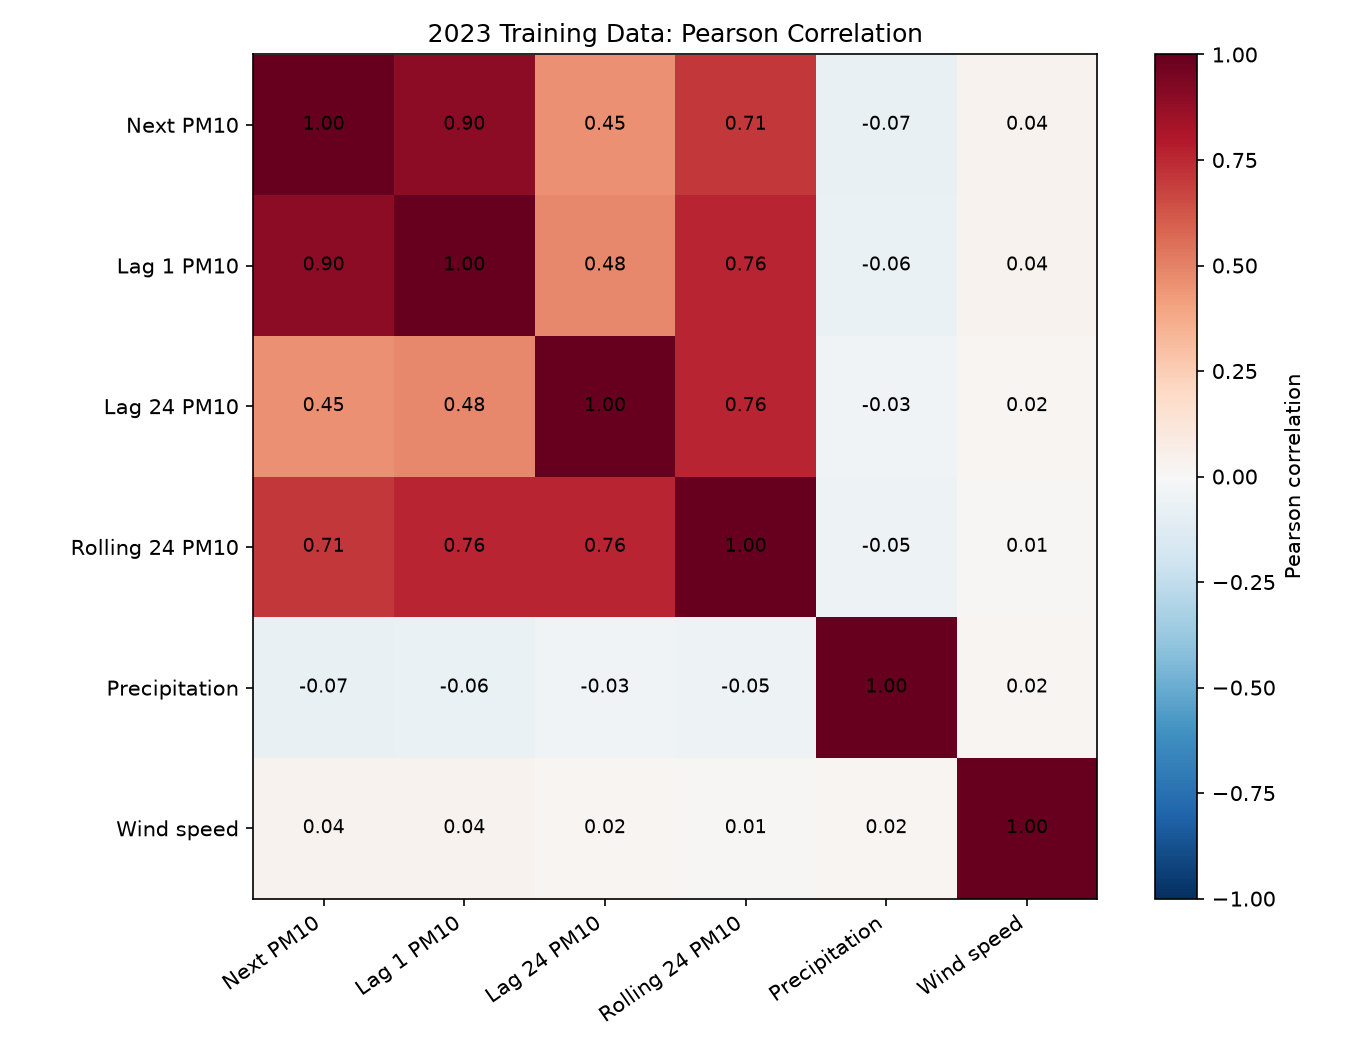 2023 Training Data: Pearson Correlation
Next PM10 1.00 0.90 0.45 0.71 -0.07 0.04
Lag 1 PM10 0.90 1.00 0.48 0.76 -0.06 0.04
Lag 24 PM10 0.45 0.48 1.00 0.76 -0.03 0.02
Rolling 24 PM10 0.71 0.76 0.76 1.00 -0.05 0.01
Precipitation -0.07 -0.06 -0.03 -0.05 1.00 0.02
Wind speed 0.04 0.04 0.02 0.01 0.02 1.00
Next PM10
Lag 1 PM10
Lag 24 PM10
Rolling 24 PM10
Precipitation
Wind speed
1.00
0.75
0.50
0.25
0.00
−0.25
−0.50
−0.75
−1.00
Pearson correlation